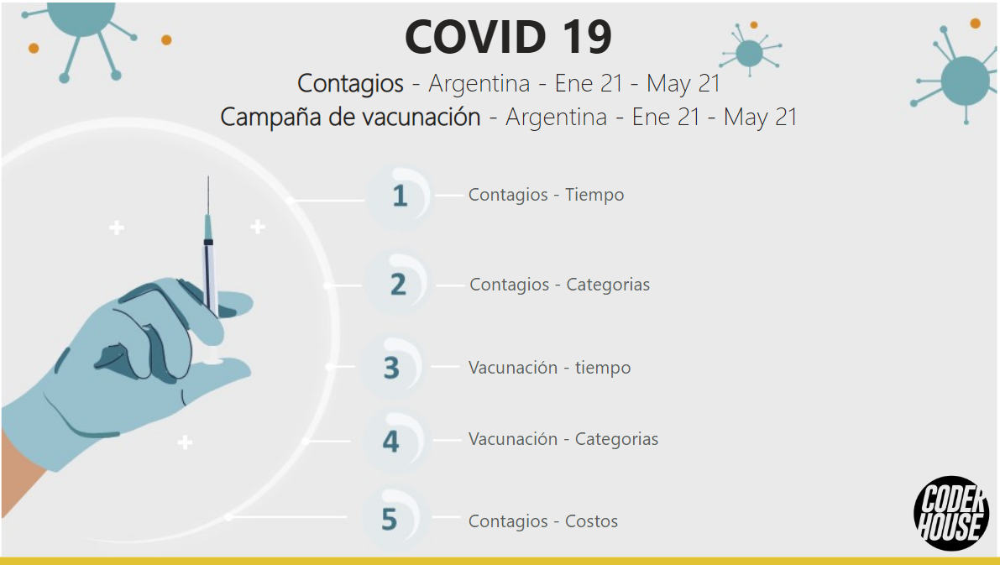 COVID 19
Contagios - Argentina - Ene 21 - May 21
Campaña de vacunación - Argentina - Ene 21 - May 21
1 Contagios - Tiempo
2 Contagios - Categorias
3 Vacunación - tiempo
4 Vacunación - Categorias
5 Contagios - Costos
CODER
HOUSE